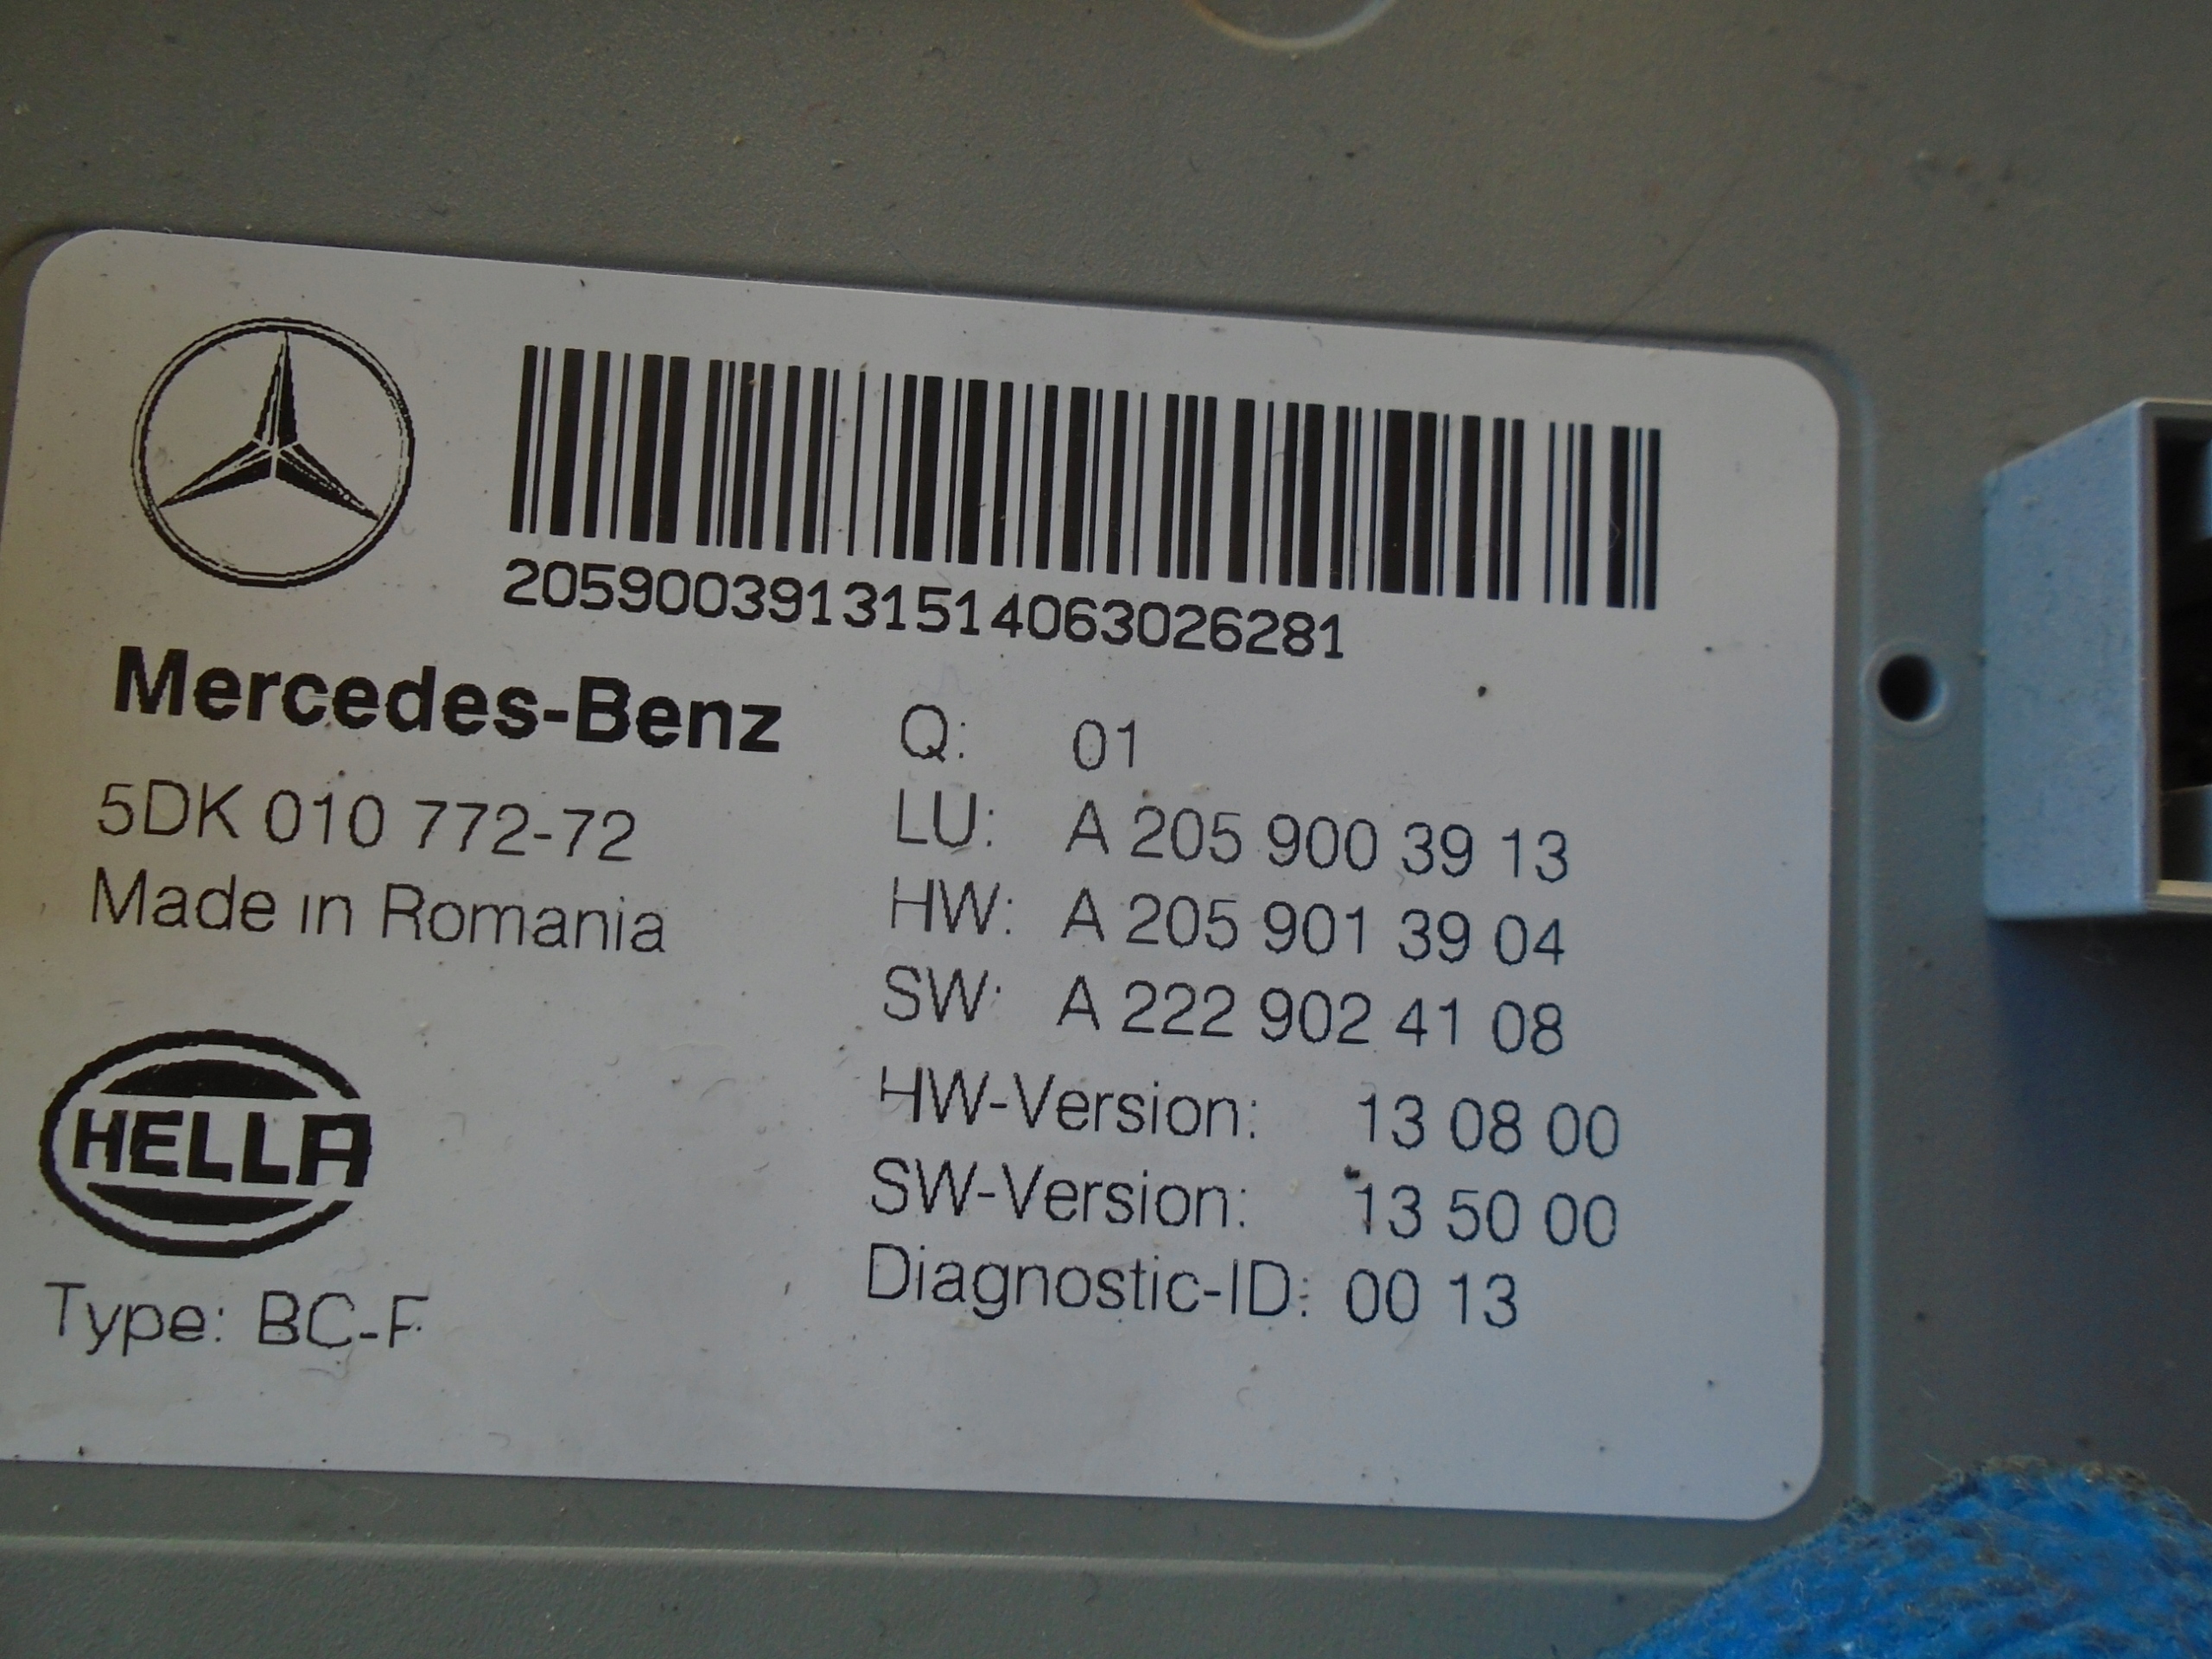 2059003913151406302​6281
Mercedes-Benz
5DK 010 772-72
Made in Romania
HELLA
Type: BC-F
Q: 01
LU: A 205 900 39 13
HW: A 205 901 39 04
SW: A 222 902 41 08
HW-Version: 13 08 00
SW-Version: 13 50 00
Diagnostic-ID: 00 13